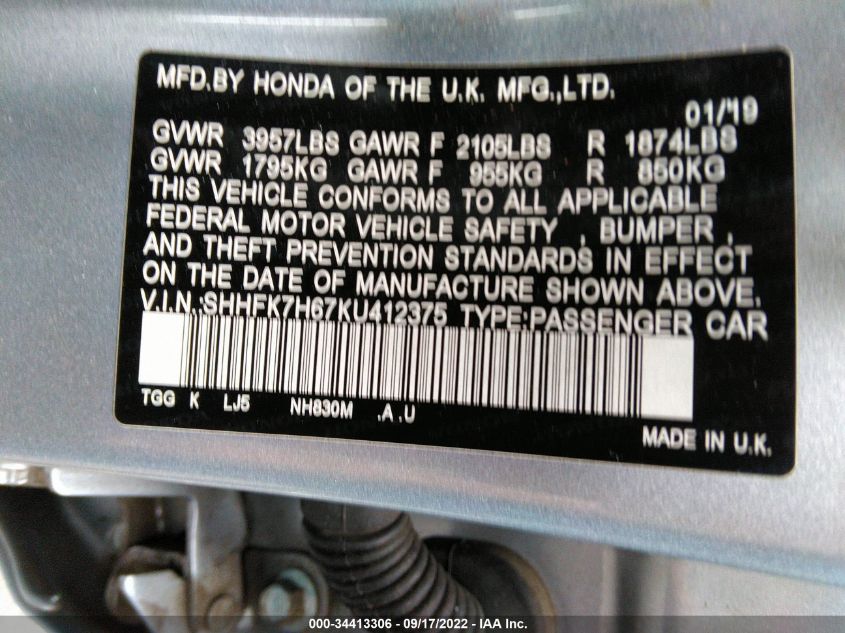 MFD.BY HONDA OF THE U.K. MFG.,LTD.
01/19
GVWR 3957LBS GAWR F 2105LBS R 1874LBS
GVWR 1795KG GAWR F 955KG R 850KG
THIS VEHICLE CONFORMS TO ALL APPLICABLE
FEDERAL MOTOR VEHICLE SAFETY , BUMPER ,
AND THEFT PREVENTION STANDARDS IN EFFECT
ON THE DATE OF MANUFACTURE SHOWN ABOVE.
V.I.N.:SHHFK7H67KU412375 TYPE:PASSENGER CAR
TGG K LJ5 NH830M .A .U
MADE IN U.K.
000-34413306 - 09/17/2022 - IAA Inc.